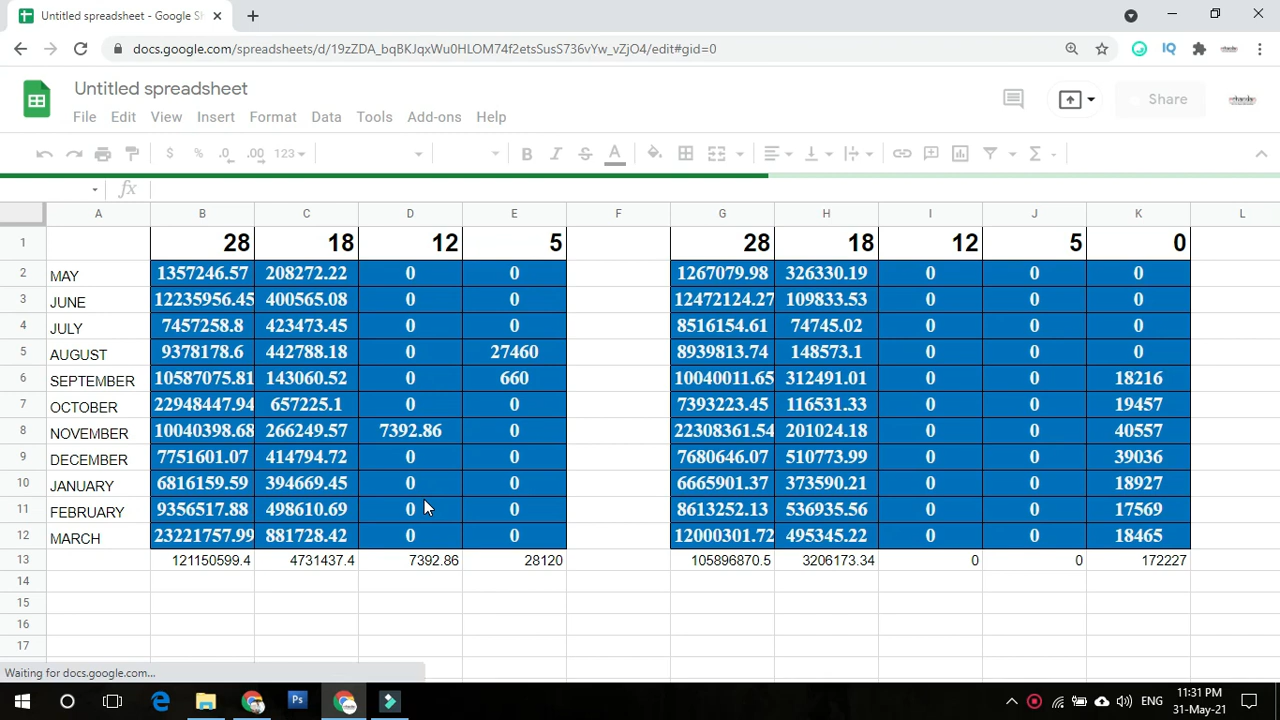 Untitled spreadsheet - Google Sh
docs.google.com/spreadsheets/d/19zZDA_bqBKJqxWu0HLOM74f2etsSusS736vYw_vZjO4/edit#gid=0
IQ
Untitled spreadsheet
File Edit View Insert Format Data Tools Add-ons Help
Share
$ % .0 .00 123 B I S A Σ
fx
A B C D E F G H I J K L
1 28 18 12 5 28 18 12 5 0
2 MAY 1357246.57 208272.22 0 0 1267079.98 326330.19 0 0 0
3 JUNE 12235956.45 400565.08 0 0 12472124.27 109833.53 0 0 0
4 JULY 7457258.8 423473.45 0 0 8516154.61 74745.02 0 0 0
5 AUGUST 9378178.6 442788.18 0 27460 8939813.74 148573.1 0 0 0
6 SEPTEMBER 10587075.81 143060.52 0 660 10040011.65 312491.01 0 0 18216
7 OCTOBER 22948447.94 657225.1 0 0 7393223.45 116531.33 0 0 19457
8 NOVEMBER 10040398.68 266249.57 7392.86 0 22308361.54 201024.18 0 0 40557
9 DECEMBER 7751601.07 414794.72 0 0 7680646.07 510773.99 0 0 39036
10 JANUARY 6816159.59 394669.45 0 0 6665901.37 373590.21 0 0 18927
11 FEBRUARY 9356517.88 498610.69 0 0 8613252.13 536935.56 0 0 17569
12 MARCH 23221757.99 881728.42 0 0 12000301.72 495345.22 0 0 18465
13 121150599.4 4731437.4 7392.86 28120 105896870.5 3206173.34 0 0 172227
14
15
16
17
Waiting for docs.google.com...
Ps
ENG
11:31 PM
31-May-21